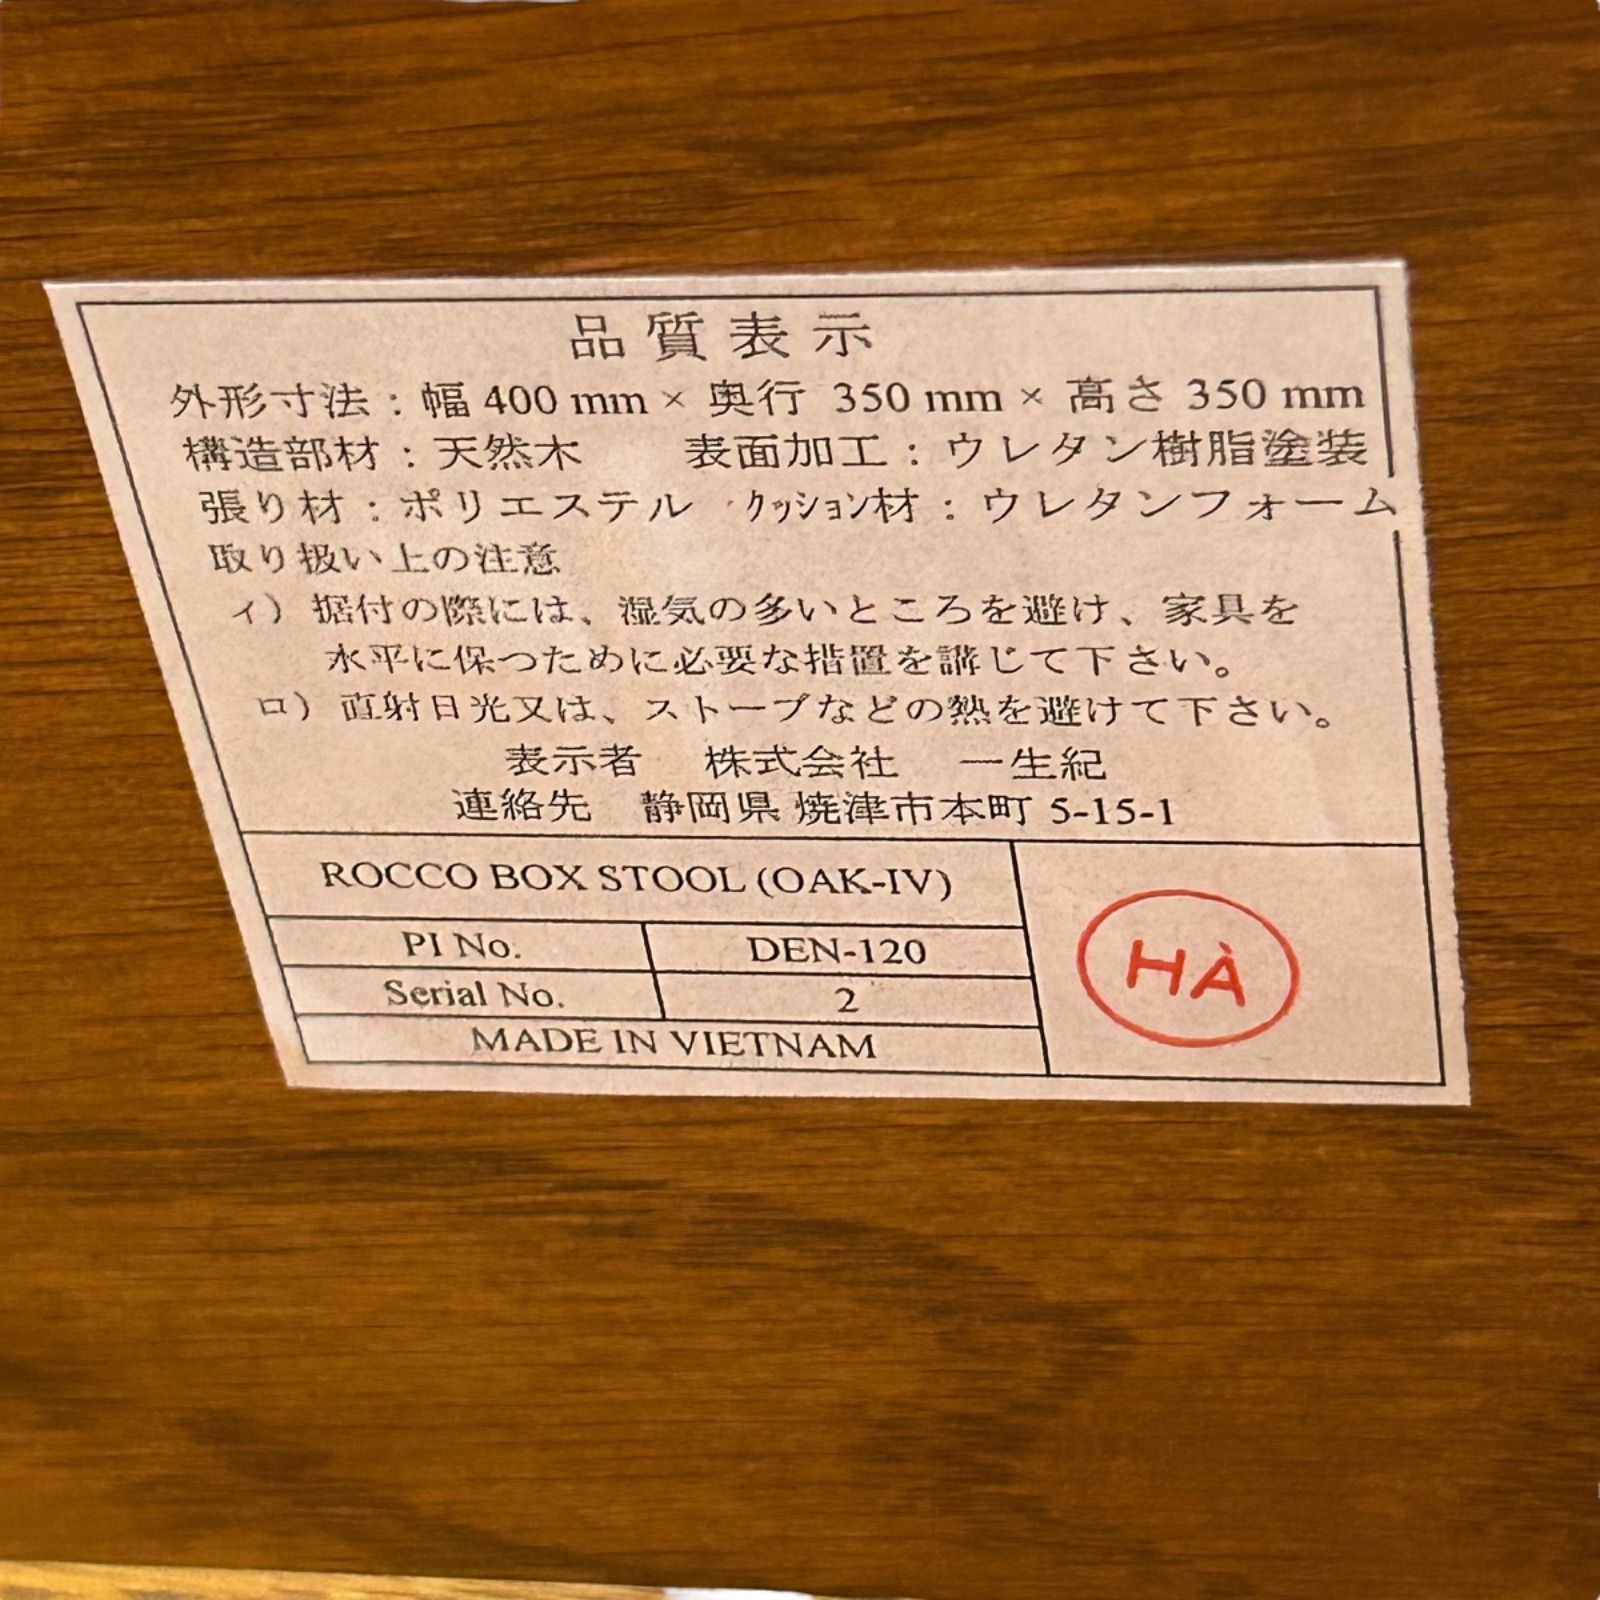 品質表示
外形寸法：幅 400 mm × 奥行 350 mm × 高さ 350 mm
構造部材：天然木 表面加工：ウレタン樹脂塗装
張り材：ポリエステル ｸｯｼｮﾝ材：ウレタンフォーム
取り扱い上の注意
ィ）据付の際には、湿気の多いところを避け、家具を
水平に保つために必要な措置を講じて下さい。
ロ）直射日光又は、ストーブなどの熱を避けて下さい。
表示者 株式会社 一生紀
連絡先 静岡県 焼津市本町 5-15-1
ROCCO BOX STOOL (OAK-IV)
PI No. DEN-120
Serial No. 2
MADE IN VIETNAM
HÀ